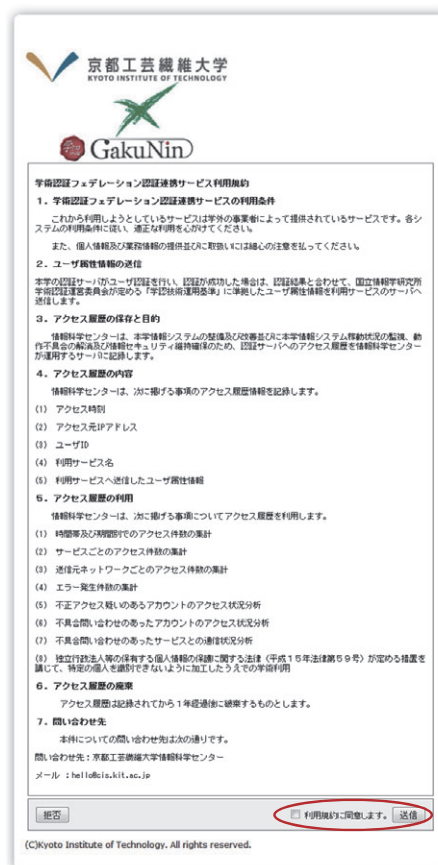 京都工芸繊維大学
KYOTO INSTITUTE OF TECHNOLOGY
学認
GakuNin
学術認証フェデレーション認証連携サービス利用規約
1. 学術認証フェデレーション認証連携サービスの利用条件
これから利用しようとしているサービスは学外の事業者によって提供されているサービスです。各シ
ステムの利用条件に従い、適正な利用を心がけてください。
また、個人情報及び業務情報の提供並びに取扱いには細心の注意を払ってください。
2. ユーザ属性情報の送信
本学の認証サーバがユーザ認証を行い、認証が成功した場合は、認証結果と合わせて、国立情報学研究所
学術認証運営委員会が定める「学認技術運用基準」に準拠したユーザ属性情報を利用サービスのサーバへ
送信します。
3. アクセス履歴の保存と目的
情報科学センターは、本学情報システムの整備及び改善並びに本学情報システム稼動状況の監視、動
作不具合の解消及び情報セキュリティ維持確保のため、認証サーバへのアクセス履歴を情報科学センター
が運用するサーバに記録します。
4. アクセス履歴の内容
情報科学センターは、次に掲げる事項のアクセス履歴情報を記録します。
(1) アクセス時刻
(2) アクセス元IPアドレス
(3) ユーザID
(4) 利用サービス名
(5) 利用サービスへ送信したユーザ属性情報
5. アクセス履歴の利用
情報科学センターは、次に掲げる事項についてアクセス履歴を利用します。
(1) 時間帯及び期間別でのアクセス件数の集計
(2) サービスごとのアクセス件数の集計
(3) 送信元ネットワークごとのアクセス件数の集計
(4) エラー発生件数の集計
(5) 不正アクセス疑いのあるアカウントのアクセス状況分析
(6) 不具合問い合わせのあったアカウントのアクセス状況分析
(7) 不具合問い合わせのあったサービスとの通信状況分析
(8) 独立行政法人等の保有する個人情報の保護に関する法律（平成15年法律第59号）が定める措置を
講じて、特定の個人を識別できないように加工したうえでの学術利用
6. アクセス履歴の廃棄
アクセス履歴は記録されてから1年経過後に破棄するものとします。
7. 問い合わせ先
本件についての問い合わせ先は次の通りです。
問い合わせ先：京都工芸繊維大学情報科学センター
メール ：hello@cis.kit.ac.jp
拒否 利用規約に同意します。 送信
(C)Kyoto Institute of Technology. All rights reserved.